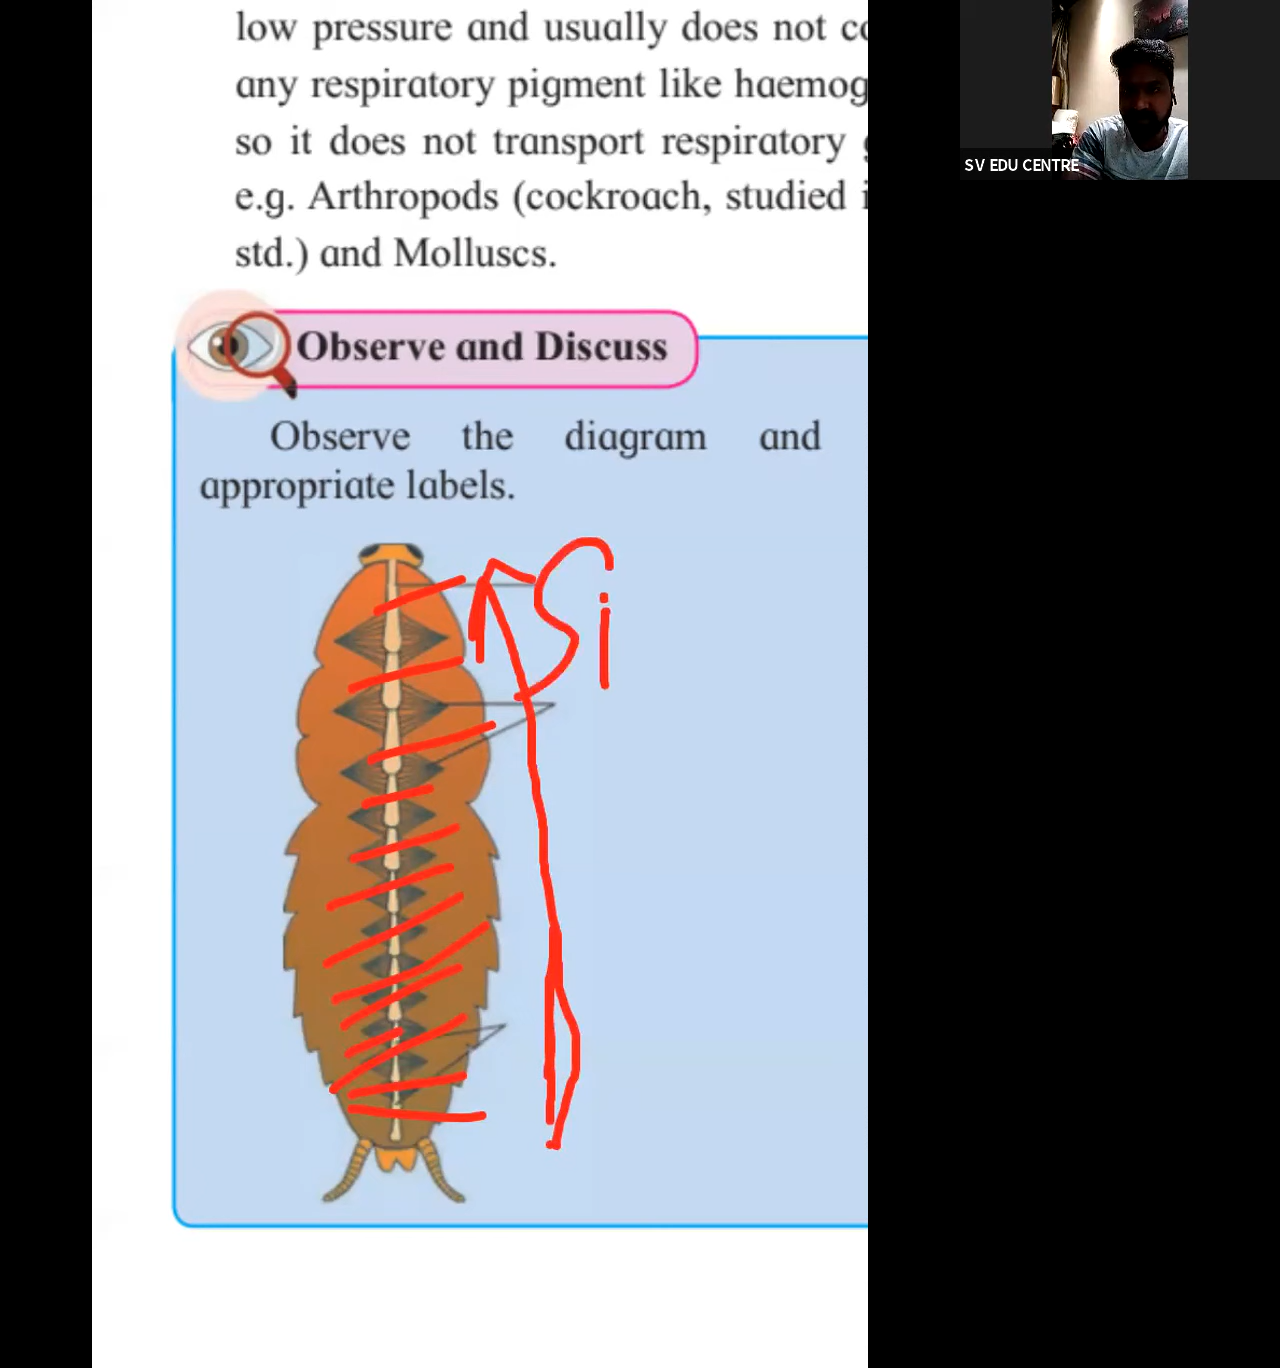 low pressure and usually does not
any respiratory pigment like
so it does not transport respiratory
e.g. Arthropods (cockroach, studied
std.) and Molluscs.
SV EDU CENTRE
Observe and Discuss
Observe the diagram and
appropriate labels.
Si